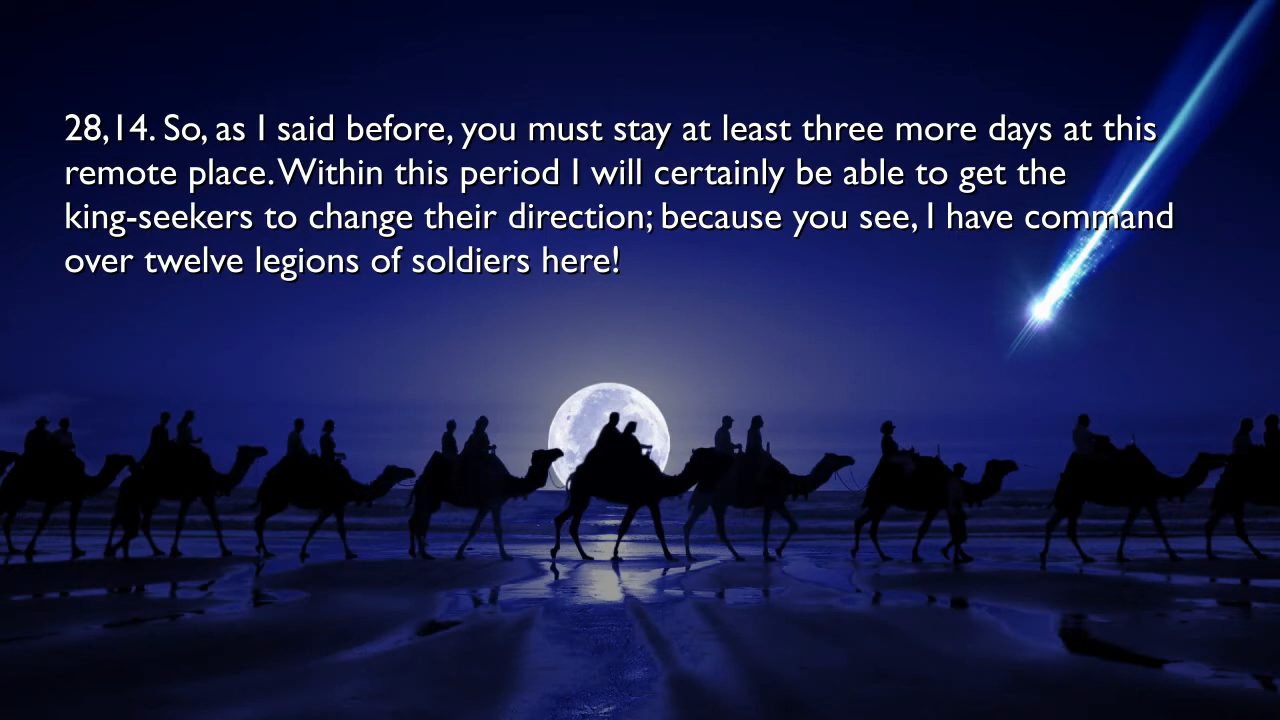 28,14. So, as I said before, you must stay at least three more days at this
remote place. Within this period I will certainly be able to get the
king-seekers to change their direction; because you see, I have command
over twelve legions of soldiers here!